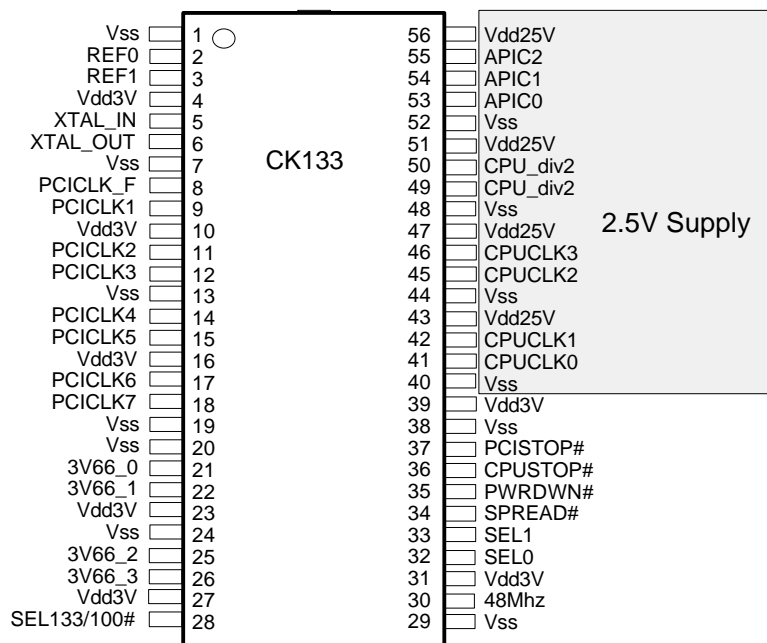 Vss 1 56 Vdd25V
REF0 2 55 APIC2
REF1 3 54 APIC1
Vdd3V 4 53 APIC0
XTAL_IN 5 52 Vss
XTAL_OUT 6 51 Vdd25V
Vss 7 CK133 50 CPU_div2
PCICLK_F 8 49 CPU_div2
PCICLK1 9 48 Vss
Vdd3V 10 47 Vdd25V 2.5V Supply
PCICLK2 11 46 CPUCLK3
PCICLK3 12 45 CPUCLK2
Vss 13 44 Vss
PCICLK4 14 43 Vdd25V
PCICLK5 15 42 CPUCLK1
Vdd3V 16 41 CPUCLK0
PCICLK6 17 40 Vss
PCICLK7 18 39 Vdd3V
Vss 19 38 Vss
Vss 20 37 PCISTOP#
3V66_0 21 36 CPUSTOP#
3V66_1 22 35 PWRDWN#
Vdd3V 23 34 SPREAD#
Vss 24 33 SEL1
3V66_2 25 32 SEL0
3V66_3 26 31 Vdd3V
Vdd3V 27 30 48Mhz
SEL133/100# 28 29 Vss